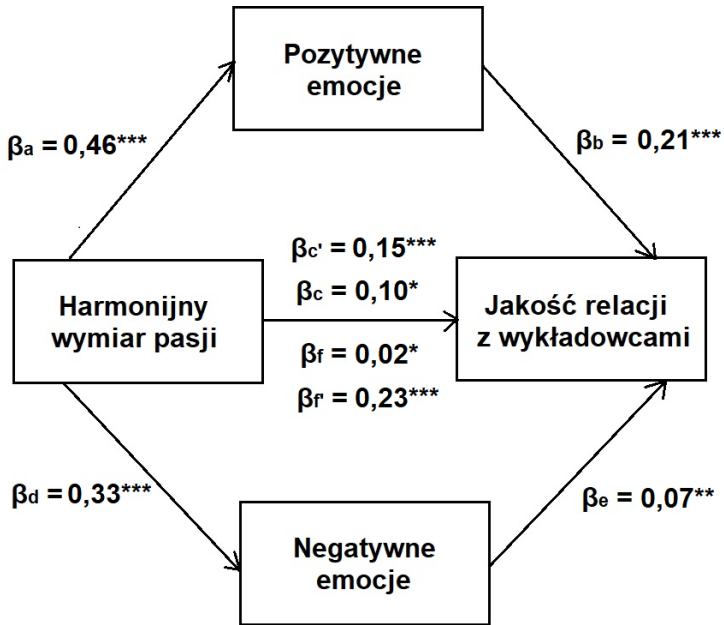 Pozytywne
emocje
βa = 0,46***
βb = 0,21***
βc' = 0,15***
βc = 0,10*
Harmonijny
wymiar pasji
Jakość relacji
z wykładowcami
βf = 0,02*
βf' = 0,23***
βd = 0,33***
βe = 0,07**
Negatywne
emocje